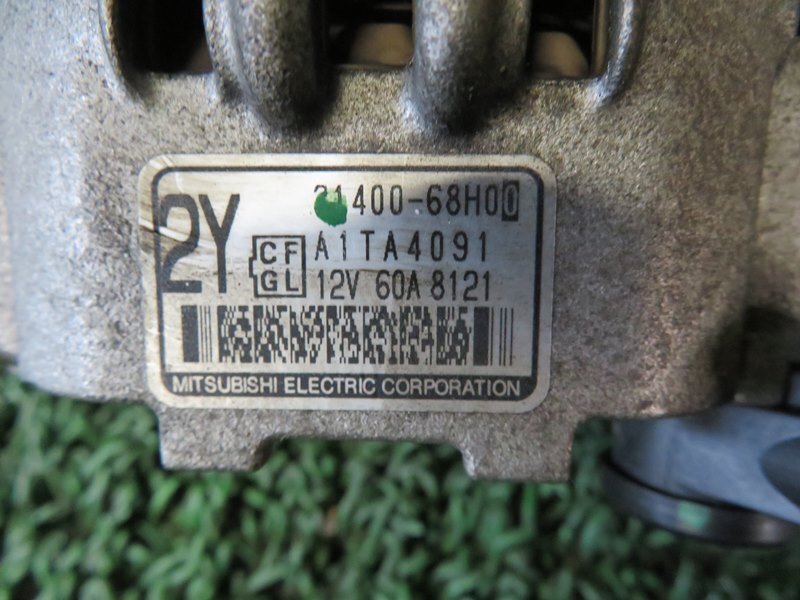 2Y
31400-68H00
CF
GL
A1TA4091
12V 60A 8121
MITSUBISHI ELECTRIC CORPORATION